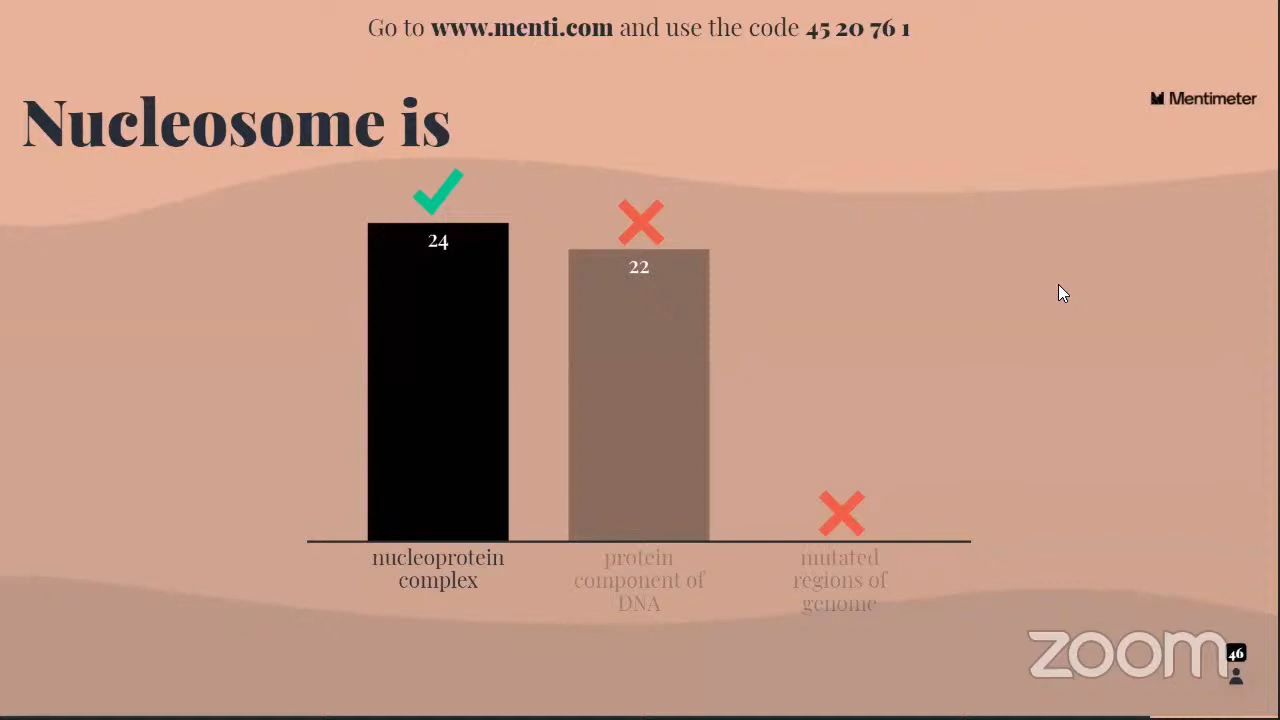 Go to www.menti.com and use the code 45 20 76 1
Mentimeter
Nucleosome is
24
22
nucleoprotein
complex
protein
component of
DNA
mutated
regions of
genome
zoom
46